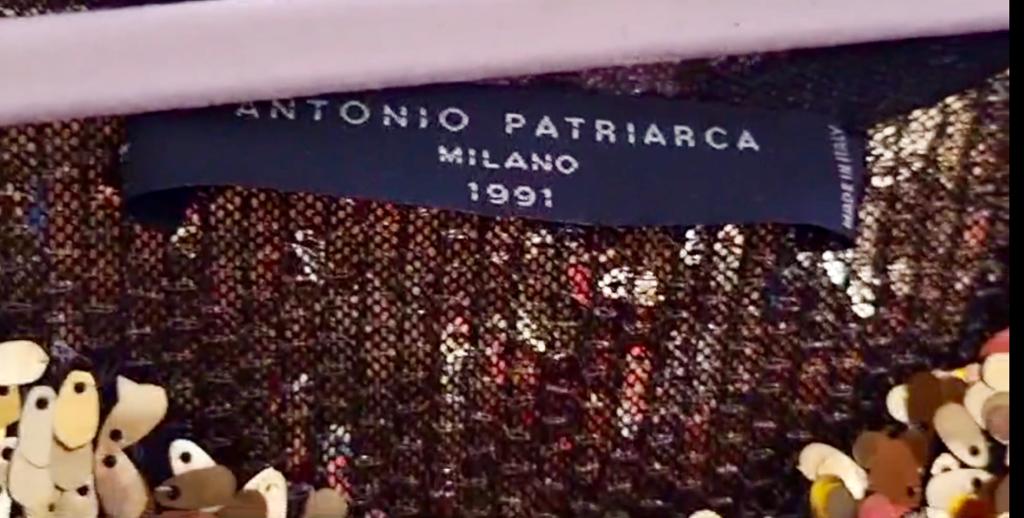 ANTONIO PATRIARCA
MILANO
1991
MADE IN ITALY